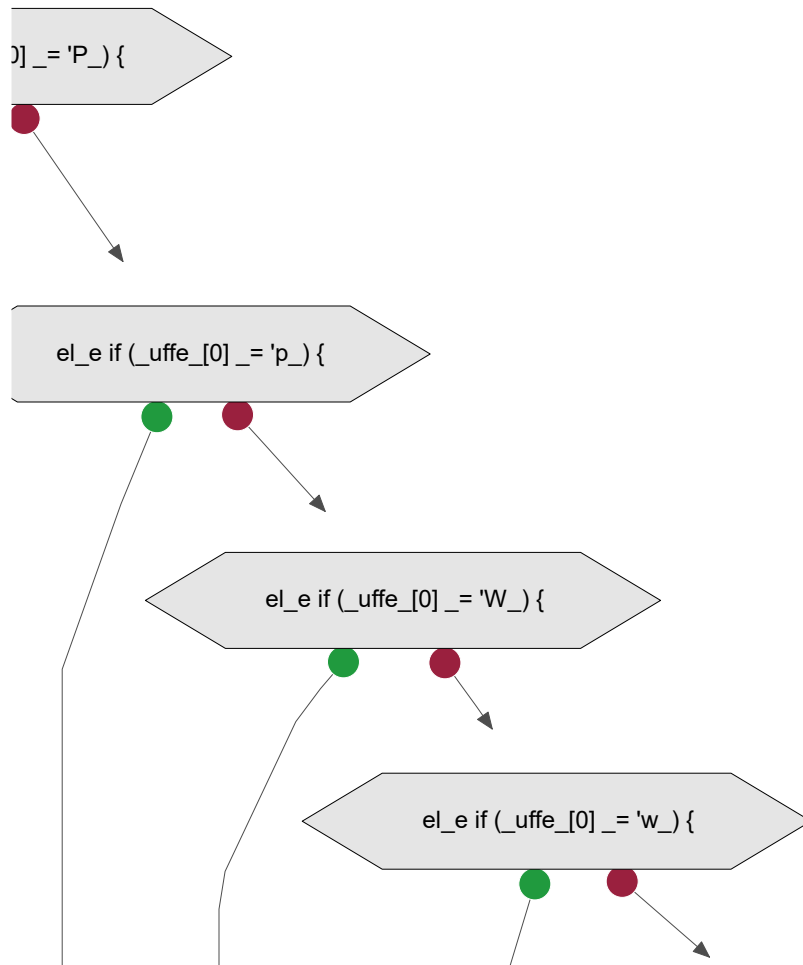 0] _= 'P_) {
el_e if (_uffe_[0] _= 'p_) {
el_e if (_uffe_[0] _= 'W_) {
el_e if (_uffe_[0] _= 'w_) {